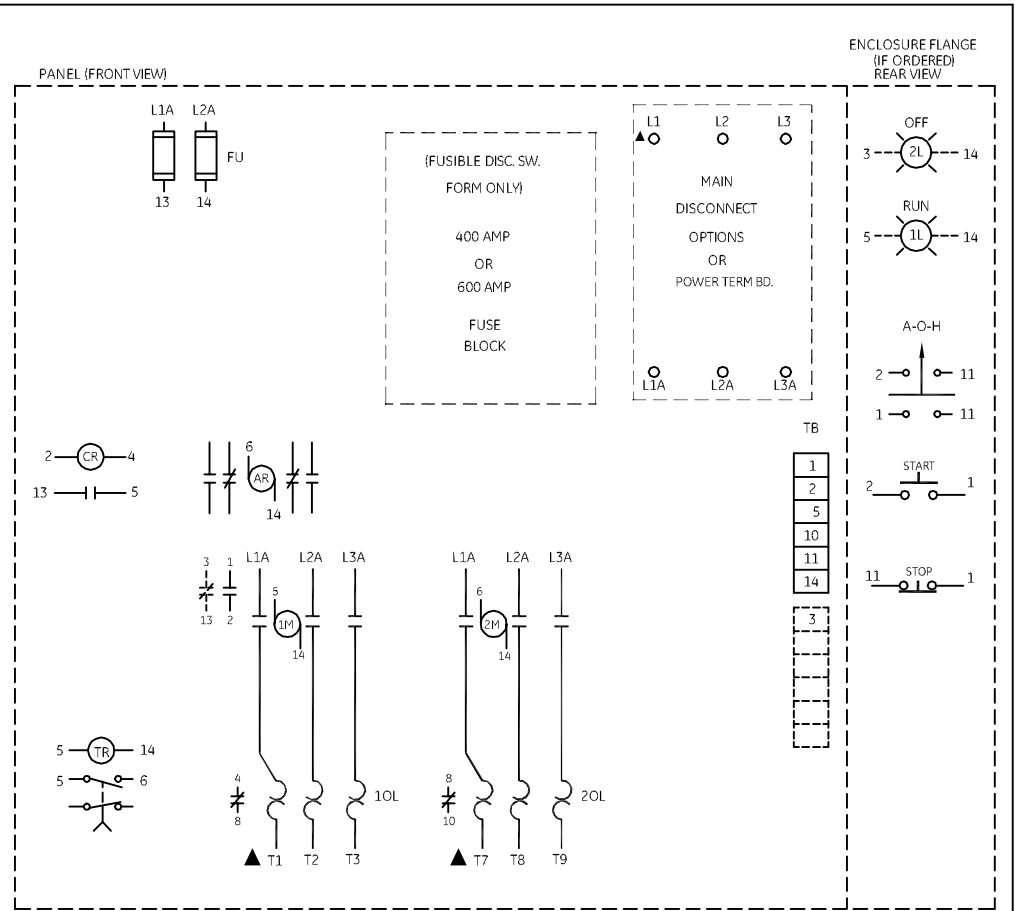 ENCLOSURE FLANGE
(IF ORDERED)
REAR VIEW
PANEL (FRONT VIEW)
L1A L2A
FU
13 14
(FUSIBLE DISC. SW.
FORM ONLY)
400 AMP
OR
600 AMP
FUSE
BLOCK
L1 L2 L3
MAIN
DISCONNECT
OPTIONS
OR
POWER TERM BD.
L1A L2A L3A
OFF
3 2L 14
RUN
5 1L 14
A-O-H
2 11
1 11
START
2 1
STOP
11 1
TB
1
2
5
10
11
14
3
2 CR 4
13 5
6
AR
14
3 1 L1A L2A L3A
5
1M
13 2
14
L1A L2A L3A
6
2M
14
5 TR 14
5 6
4
8
1OL
T1 T2 T3
8
10
2OL
T7 T8 T9